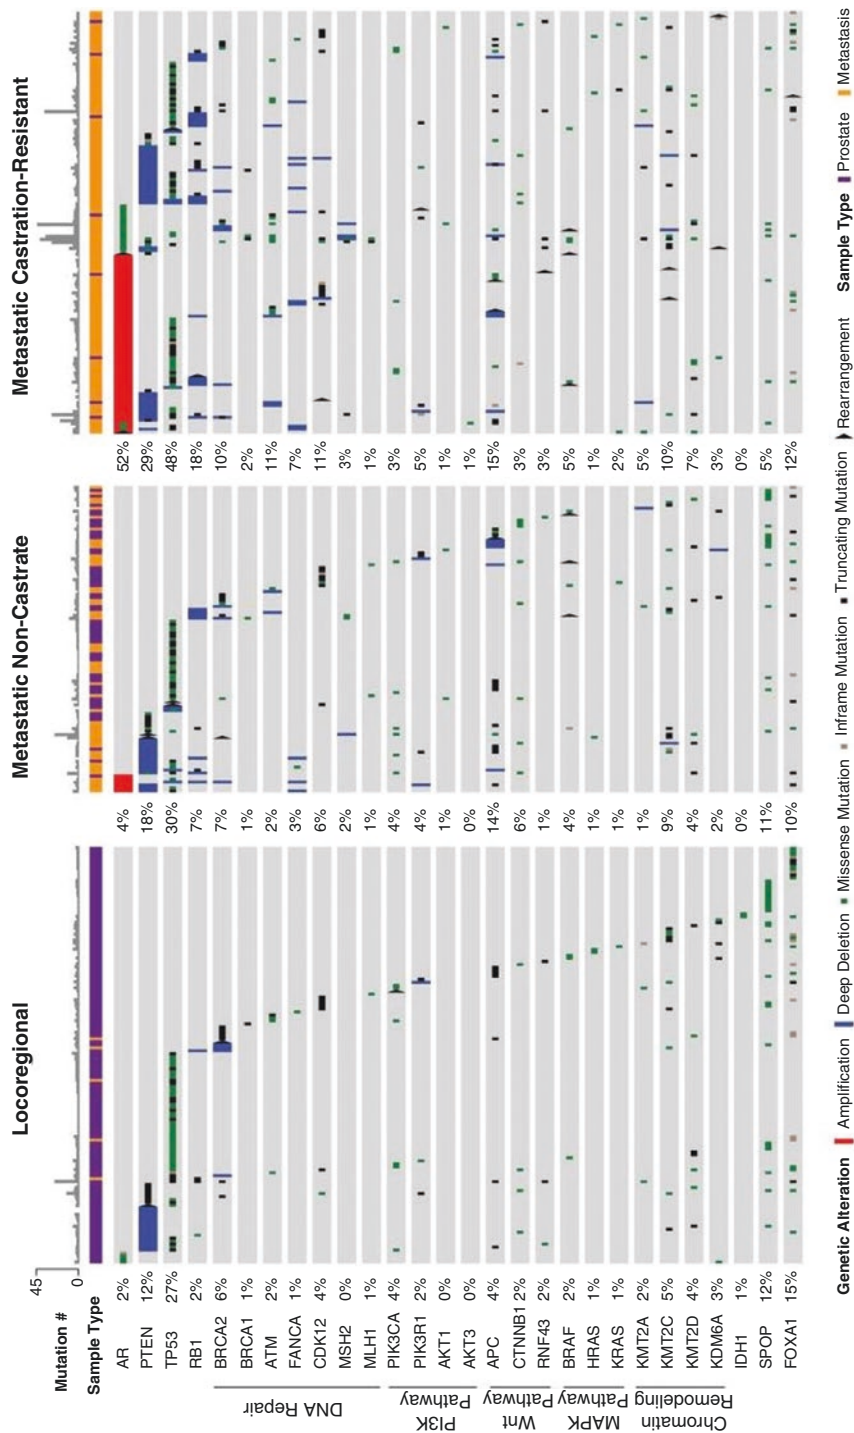 Locoregional
Metastatic Non-Castrate
Metastatic Castration-Resistant
45
0
Mutation #
Sample Type
AR 2% 4% 52%
PTEN 12% 18% 29%
TP53 27% 30% 48%
RB1 2% 7% 18%
DNA Repair
BRCA2 6% 7% 10%
BRCA1 1% 1% 2%
ATM 2% 2% 11%
FANCA 1% 3% 7%
CDK12 4% 6% 11%
MSH2 0% 2% 3%
MLH1 1% 1% 1%
PI3K
Pathway
PIK3CA 4% 4% 3%
PIK3R1 2% 4% 5%
AKT1 0% 1% 1%
AKT3 0% 0% 1%
Wnt
Pathway
APC 4% 14% 15%
CTNNB1 2% 6% 3%
RNF43 2% 1% 3%
MAPK
Pathway
BRAF 2% 4% 5%
HRAS 1% 1% 1%
KRAS 1% 1% 2%
Chromatin
Remodeling
KMT2A 2% 1% 5%
KMT2C 5% 9% 10%
KMT2D 4% 4% 7%
KDM6A 3% 2% 3%
IDH1 1% 0% 0%
SPOP 12% 11% 5%
FOXA1 15% 10% 12%
Genetic Alteration Amplification Deep Deletion Missense Mutation Inframe Mutation Truncating Mutation Rearrangement Sample Type Prostate Metastasis